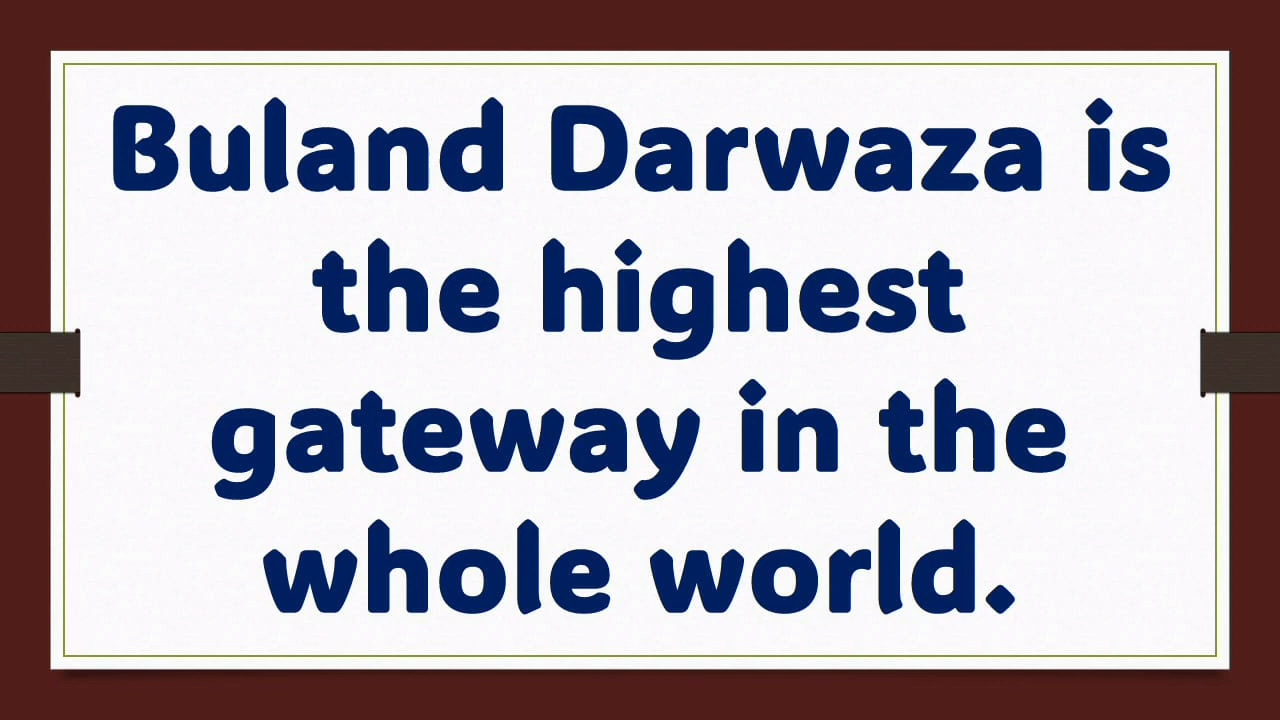 Buland Darwaza is
the highest
gateway in the
whole world.